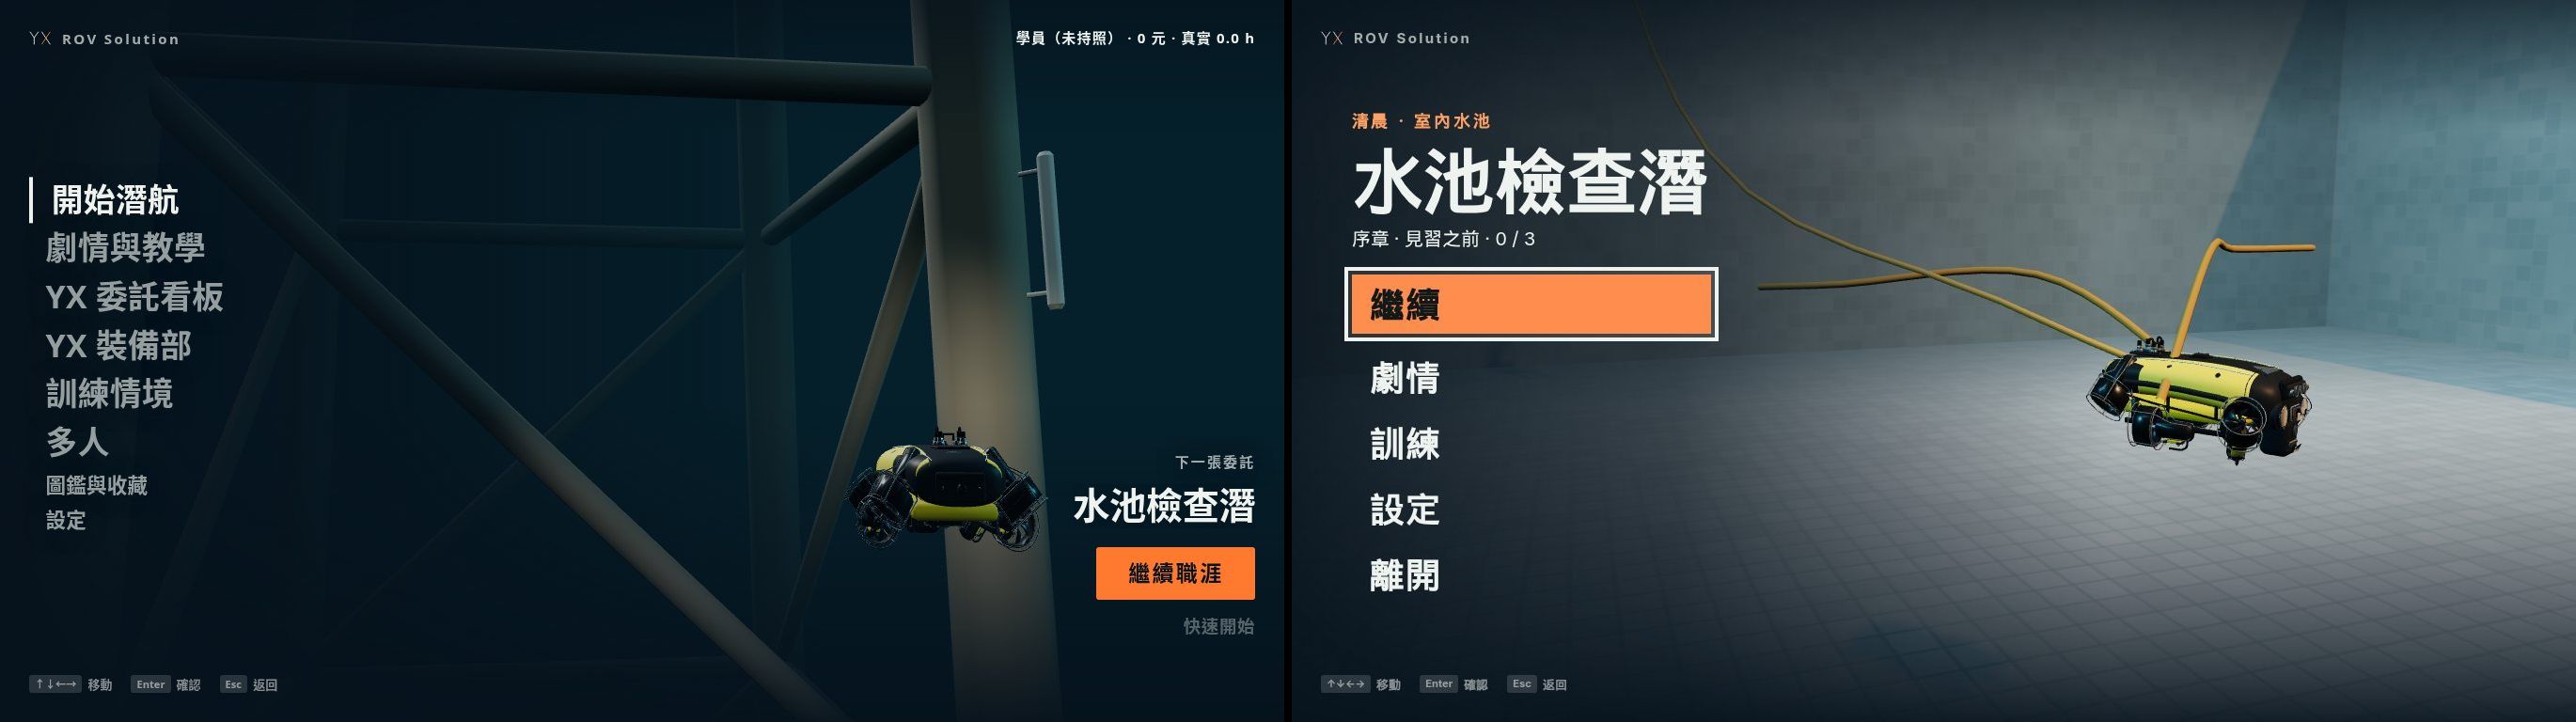 YX ROV Solution
學員（未持照） · 0 元 · 真實 0.0 h
開始潛航
劇情與教學
YX 委託看板
YX 裝備部
訓練情境
多人
圖鑑與收藏
設定
下一張委託
水池檢查潛
繼續職涯
快速開始
↑↓←→ 移動 Enter 確認 Esc 返回
YX ROV Solution
清晨 · 室內水池
水池檢查潛
序章 · 見習之前 · 0 / 3
繼續
劇情
訓練
設定
離開
↑↓←→ 移動 Enter 確認 Esc 返回